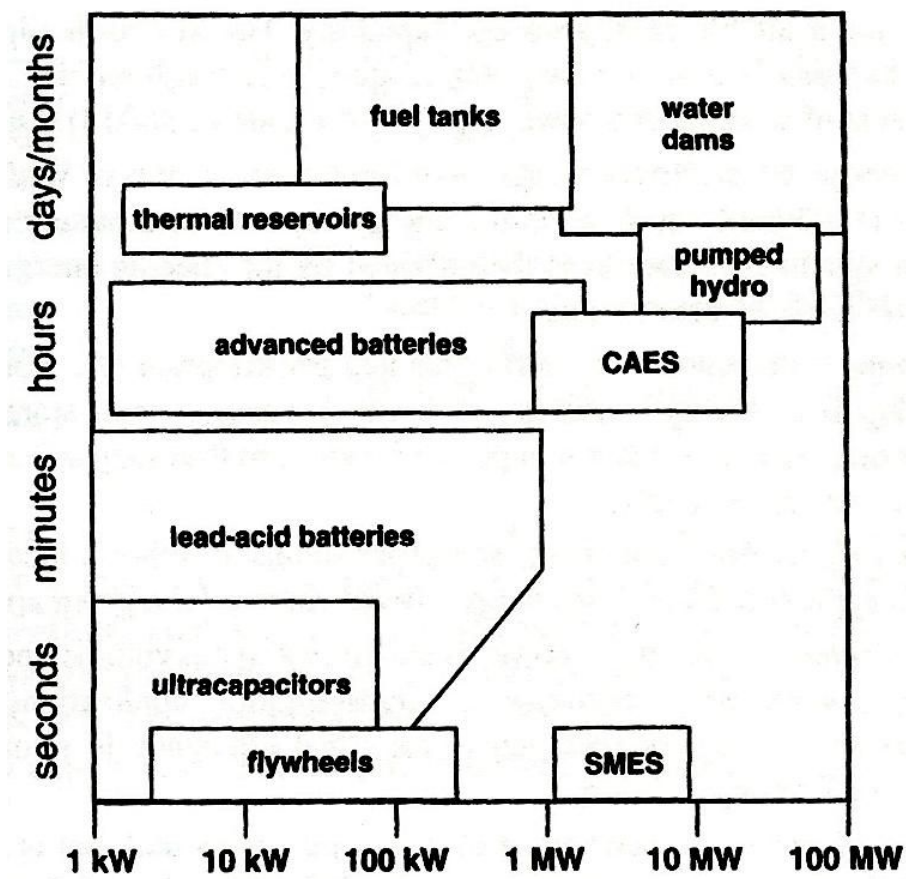 days/months
hours
minutes
seconds
fuel tanks
water
dams
thermal reservoirs
pumped
hydro
advanced batteries
CAES
lead-acid batteries
ultracapacitors
flywheels
SMES
1 kW
10 kW
100 kW
1 MW
10 MW
100 MW